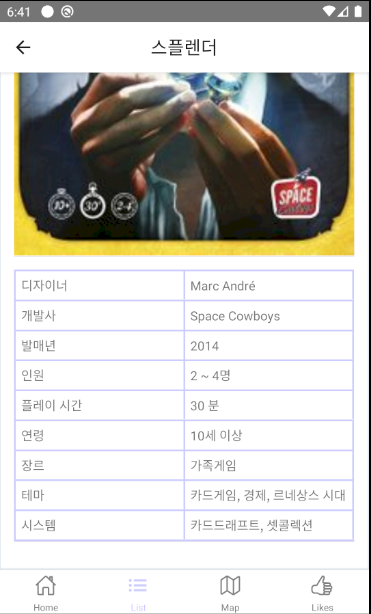 6:41
스플렌더
10+
30'
2-4
SPACE
Cowboys
디자이너 Marc André
개발사 Space Cowboys
발매년 2014
인원 2 ~ 4명
플레이 시간 30 분
연령 10세 이상
장르 가족게임
테마 카드게임, 경제, 르네상스 시대
시스템 카드드래프트, 셋콜렉션
Home List Map Likes